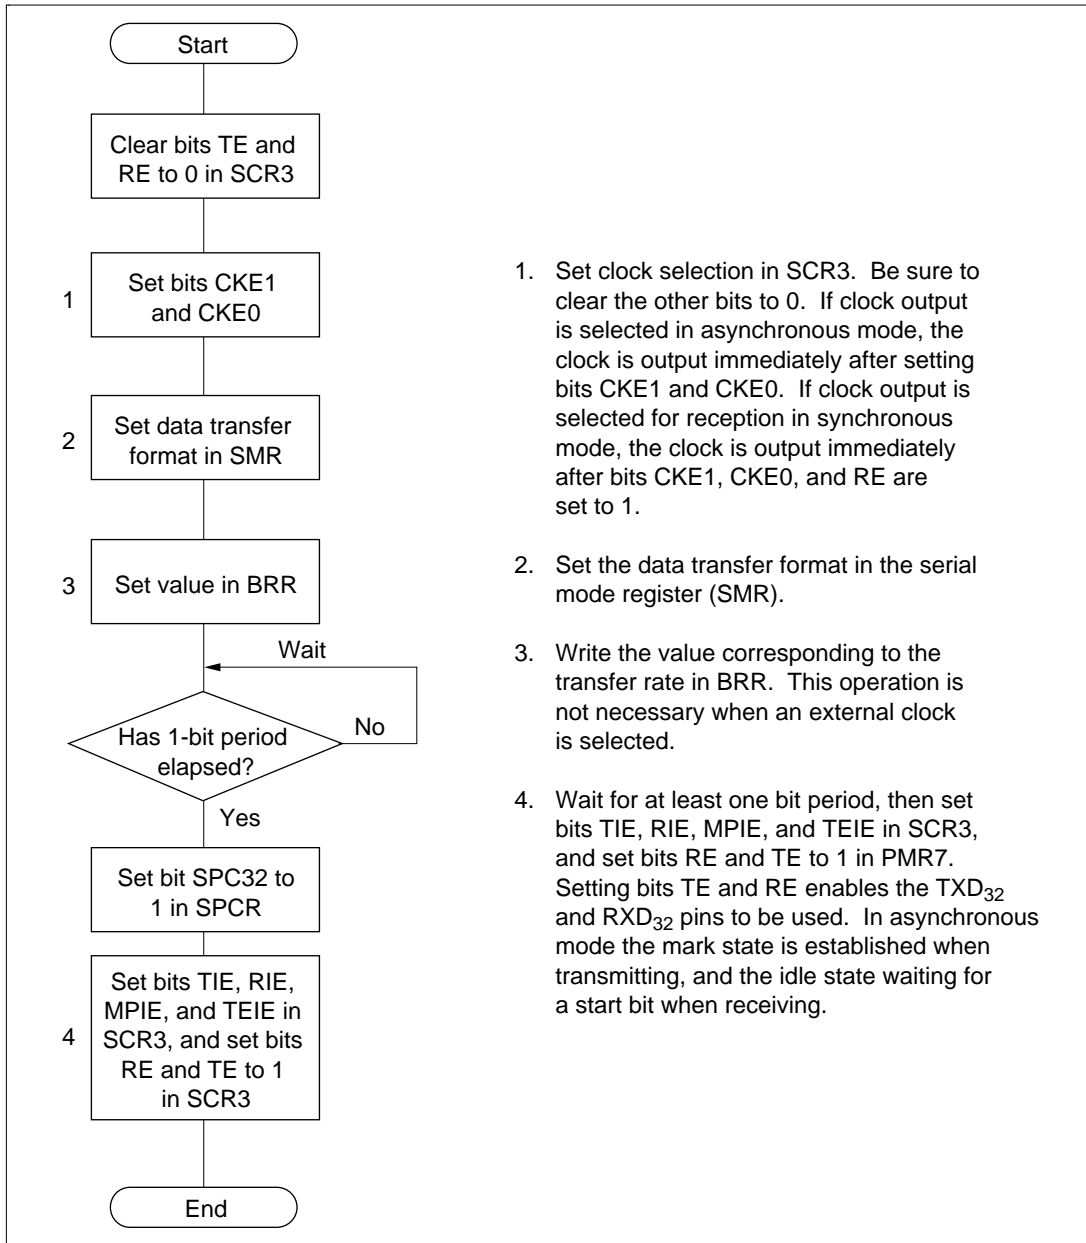 Start
Clear bits TE and
RE to 0 in SCR3
1
Set bits CKE1
and CKE0
2
Set data transfer
format in SMR
3
Set value in BRR
Wait
Has 1-bit period
elapsed?
No
Yes
Set bit SPC32 to
1 in SPCR
4
Set bits TIE, RIE,
MPIE, and TEIE in
SCR3, and set bits
RE and TE to 1
in SCR3
End
1. Set clock selection in SCR3. Be sure to
clear the other bits to 0. If clock output
is selected in asynchronous mode, the
clock is output immediately after setting
bits CKE1 and CKE0. If clock output is
selected for reception in synchronous
mode, the clock is output immediately
after bits CKE1, CKE0, and RE are
set to 1.
2. Set the data transfer format in the serial
mode register (SMR).
3. Write the value corresponding to the
transfer rate in BRR. This operation is
not necessary when an external clock
is selected.
4. Wait for at least one bit period, then set
bits TIE, RIE, MPIE, and TEIE in SCR3,
and set bits RE and TE to 1 in PMR7.
Setting bits TE and RE enables the TXD32
and RXD32 pins to be used. In asynchronous
mode the mark state is established when
transmitting, and the idle state waiting for
a start bit when receiving.